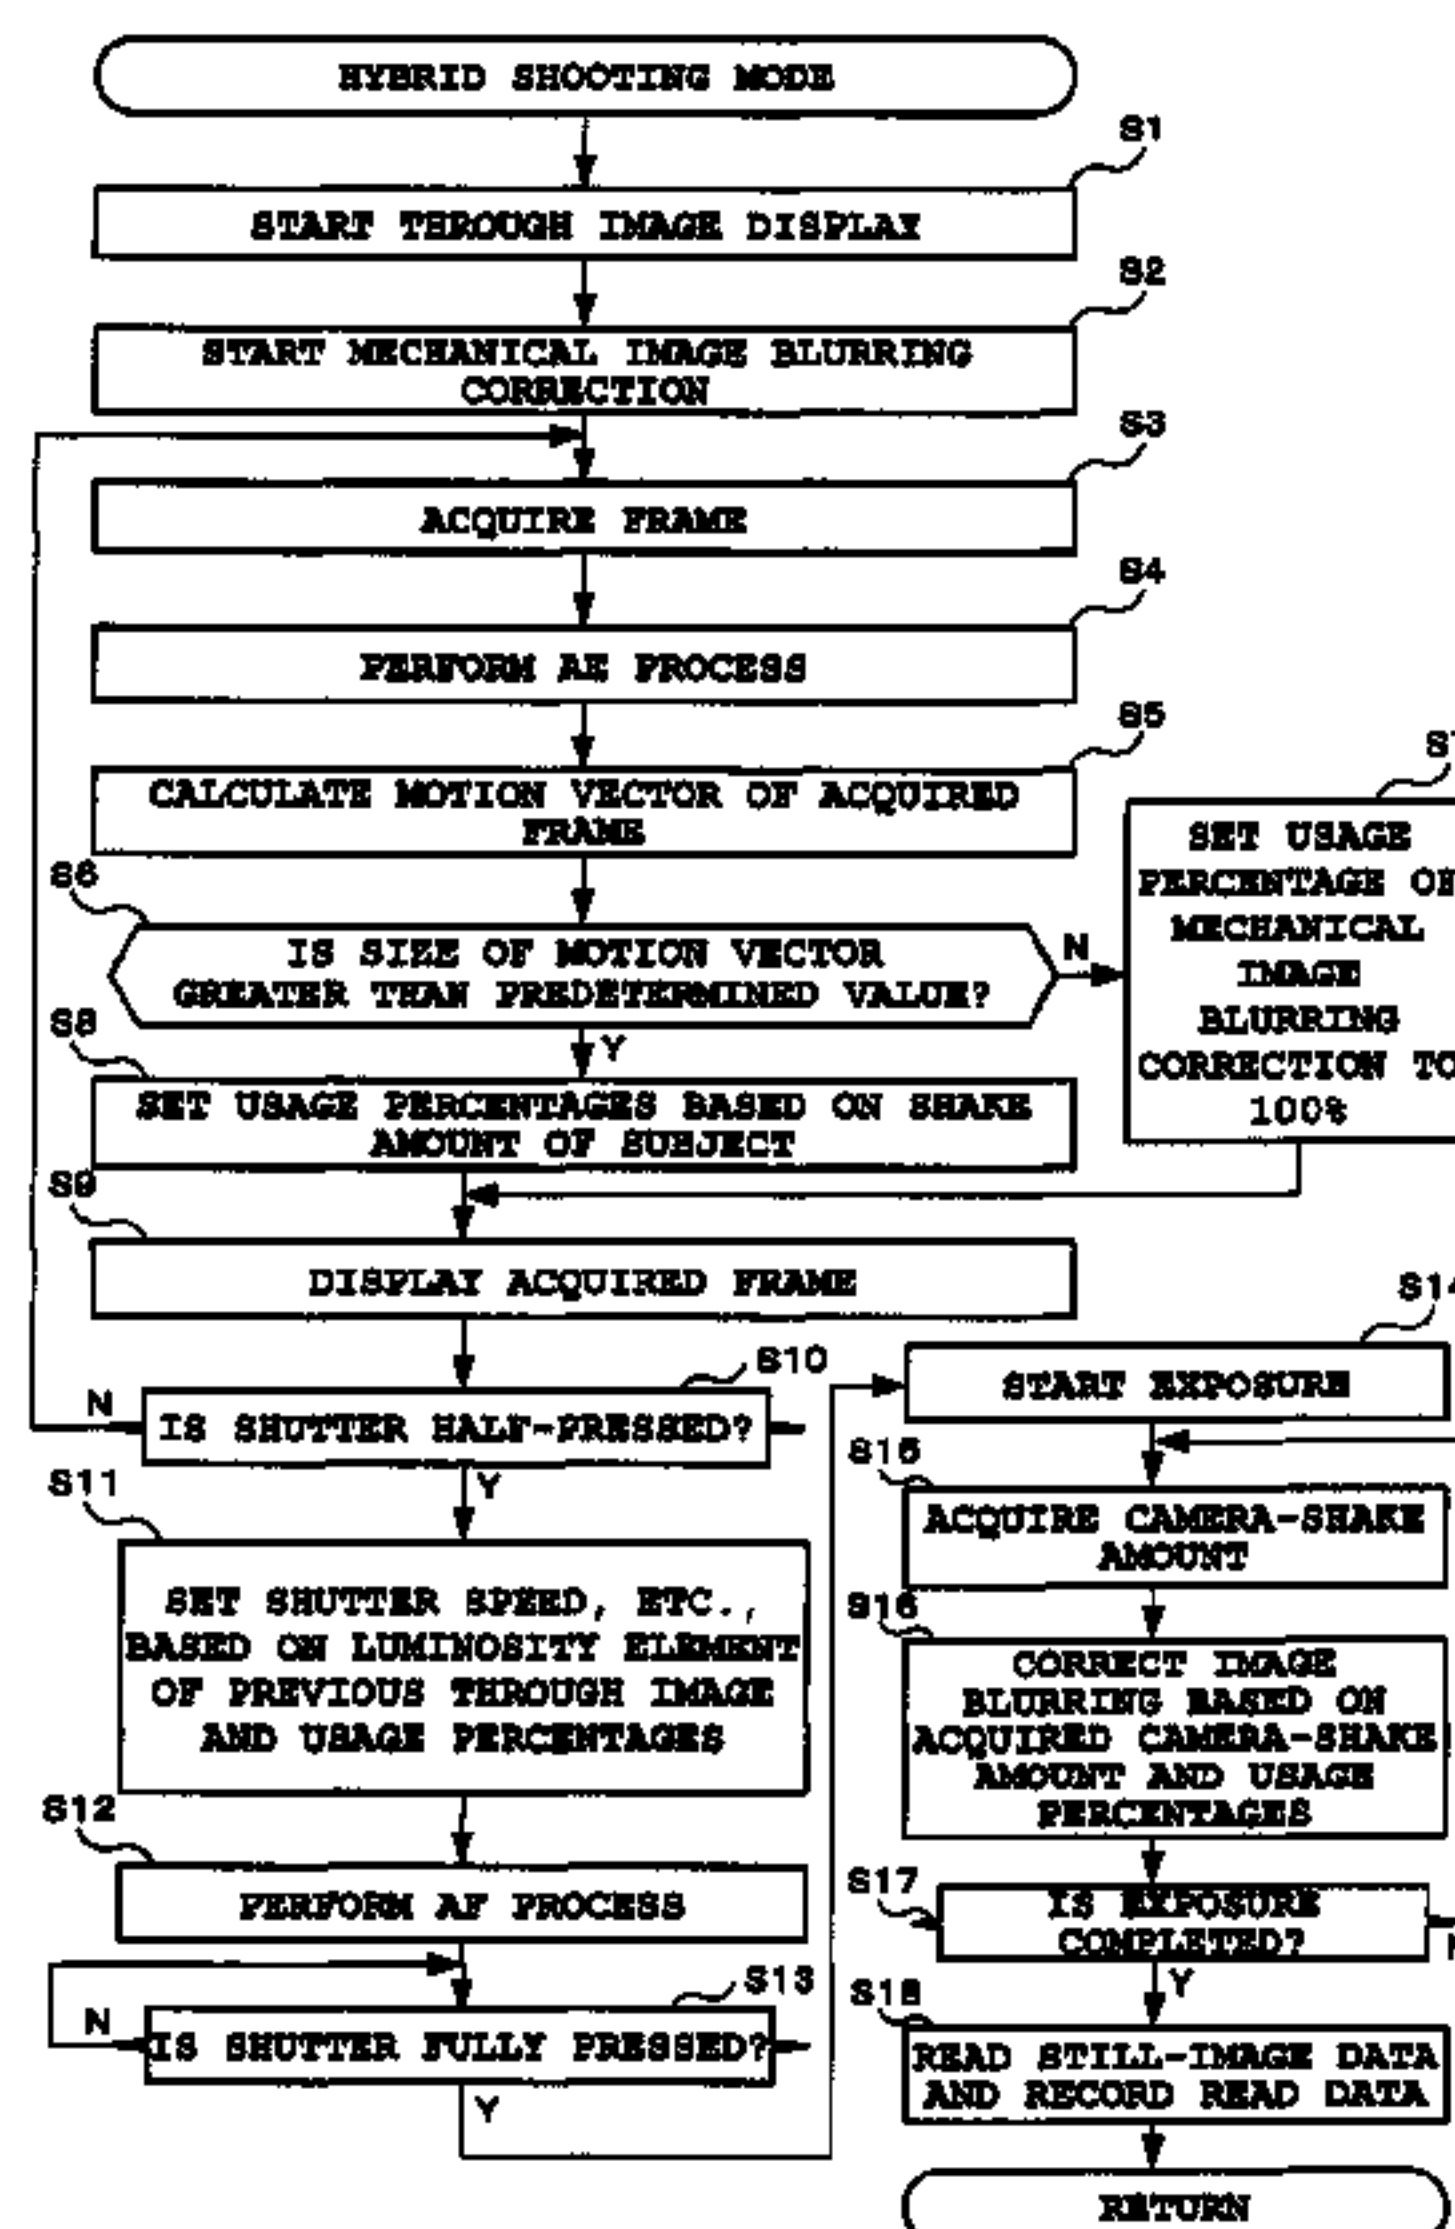 HYBRID SHOOTING MODE
S1
START THROUGH IMAGE DISPLAY
S2
START MECHANICAL IMAGE BLURRING
CORRECTION
S3
ACQUIRE FRAME
S4
PERFORM AE PROCESS
S5
CALCULATE MOTION VECTOR OF ACQUIRED
FRAME
S6
IS SIZE OF MOTION VECTOR
GREATER THAN PREDETERMINED VALUE?
N
Y
SET USAGE
PERCENTAGE OF
MECHANICAL
IMAGE
BLURRING
CORRECTION TO
100%
S8
SET USAGE PERCENTAGES BASED ON SHAKE
AMOUNT OF SUBJECT
S9
DISPLAY ACQUIRED FRAME
S10
IS SHUTTER HALF-PRESSED?
N
Y
S11
SET SHUTTER SPEED, ETC.,
BASED ON LUMINOSITY ELEMENT
OF PREVIOUS THROUGH IMAGE
AND USAGE PERCENTAGES
S12
PERFORM AF PROCESS
S13
IS SHUTTER FULLY PRESSED?
N
Y
S14
START EXPOSURE
S15
ACQUIRE CAMERA-SHAKE
AMOUNT
S16
CORRECT IMAGE
BLURRING BASED ON
ACQUIRED CAMERA-SHAKE
AMOUNT AND USAGE
PERCENTAGES
S17
IS EXPOSURE
COMPLETED?
Y
S18
READ STILL-IMAGE DATA
AND RECORD READ DATA
RETURN